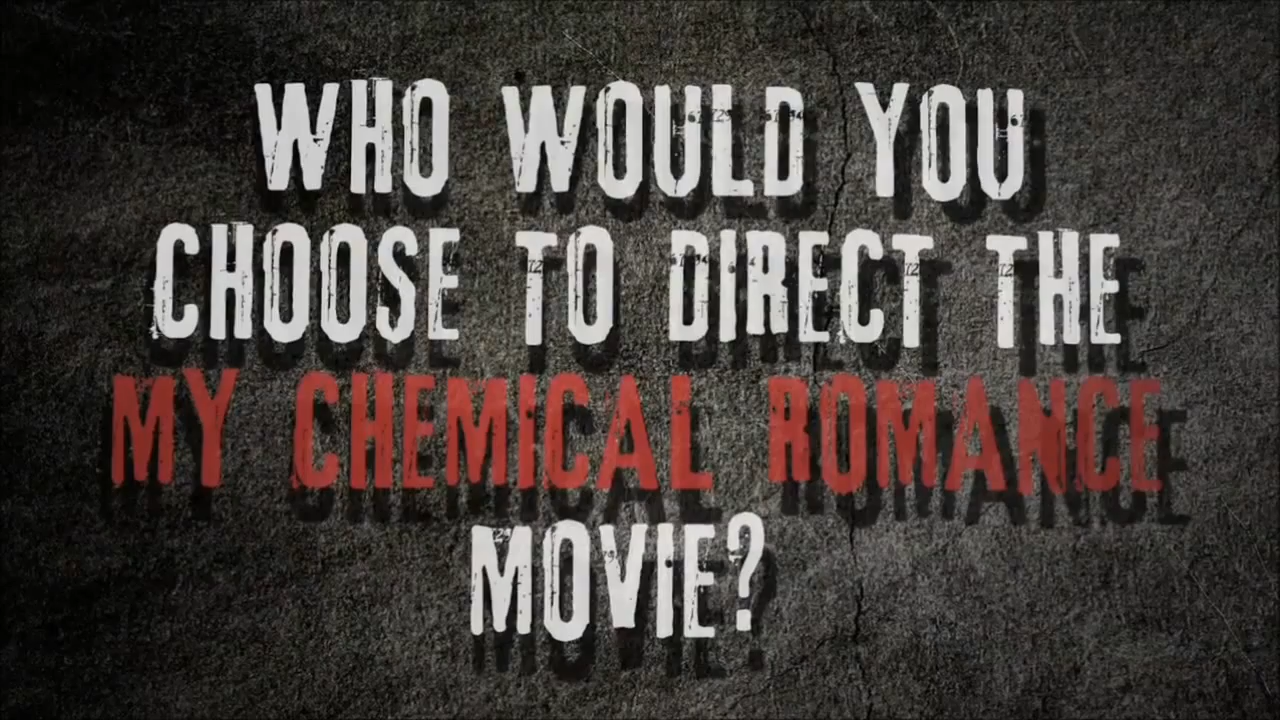 WHO WOULD YOU
CHOOSE TO DIRECT THE
MY CHEMICAL ROMANCE
MOVIE?